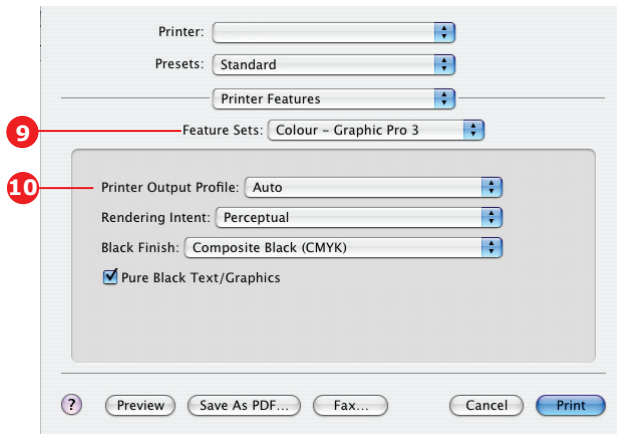 Printer:
Presets: Standard
Printer Features
9
Feature Sets: Colour – Graphic Pro 3
10
Printer Output Profile: Auto
Rendering Intent: Perceptual
Black Finish: Composite Black (CMYK)
Pure Black Text/Graphics
? Preview Save As PDF... Fax... Cancel Print